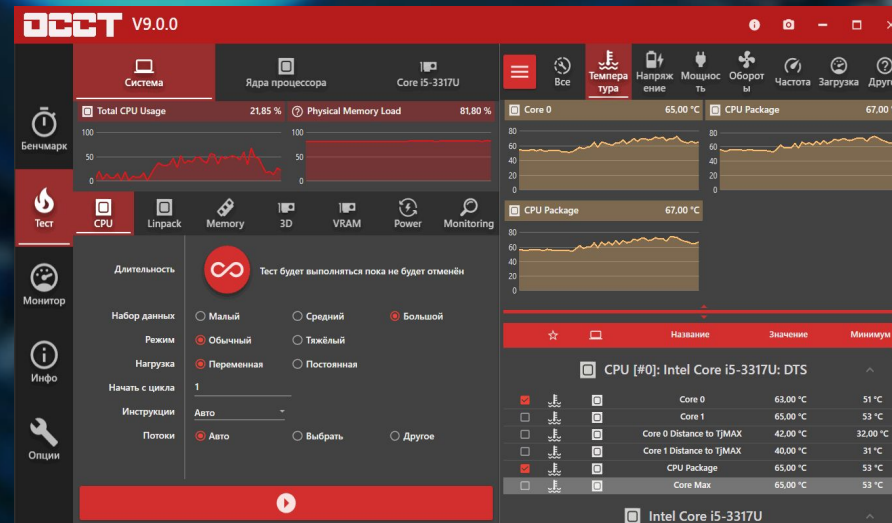 OCCT V9.0.0
Система
Ядра процессора
Core i5-3317U
Total CPU Usage 21,85 %
Physical Memory Load 81,80 %
100
50
0
100
50
0
Бенчмарк
Тест
Монитор
Инфо
Опции
CPU
Linpack
Memory
3D
VRAM
Power
Monitoring
Длительность
Тест будет выполняться пока не будет отменён
Набор данных Малый Средний Большой
Режим Обычный Тяжёлый
Нагрузка Переменная Постоянная
Начать с цикла 1
Инструкции Авто
Потоки Авто Выбрать Другое
Все
Темпера
тура
Напряж
ение
Мощнос
ть
Оборот
ы
Частота
Загрузка
Друго
Core 0 65,00 °C
CPU Package 67,00 °
80
60
40
20
0
80
60
40
20
0
CPU Package 67,00 °C
80
60
40
20
0
Название Значение Минимум
CPU [#0]: Intel Core i5-3317U: DTS
Core 0 63,00 °C 51 °C
Core 1 65,00 °C 53 °C
Core 0 Distance to TjMAX 42,00 °C 32,00 °C
Core 1 Distance to TjMAX 40,00 °C 31 °C
CPU Package 65,00 °C 53 °C
Core Max 65,00 °C 53 °C
Intel Core i5-3317U